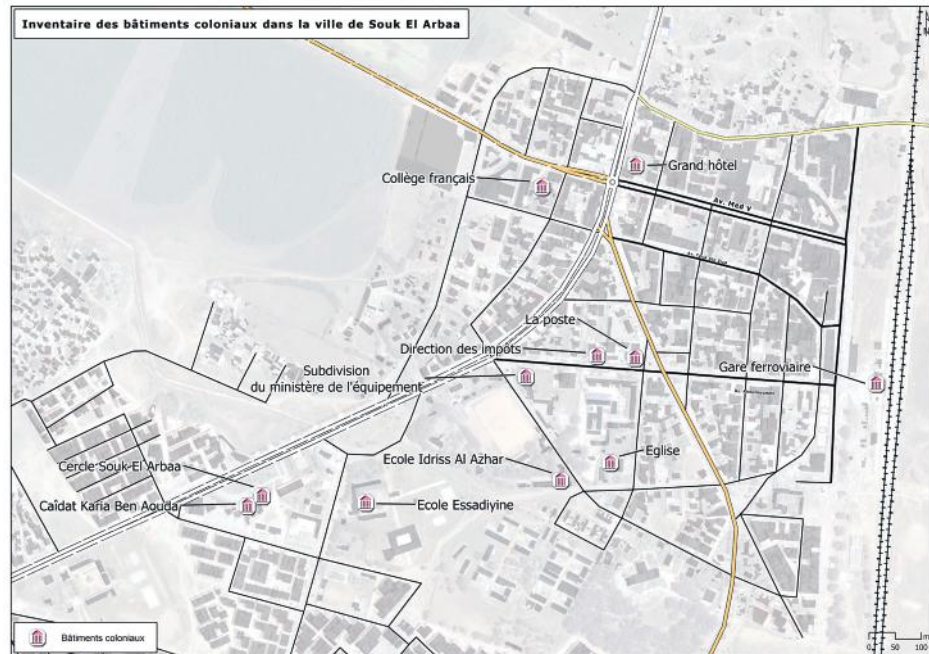 Inventaire des bâtiments coloniaux dans la ville de Souk El Arbaa
N
Grand hôtel
Collège français
Av. Med V
La poste
Direction des impôts
Gare ferroviaire
Subdivision
du ministère de l'équipement
Eglise
Ecole Idriss Al Azhar
Cercle Souk El Arbaa
Caîdat Karia Ben Aouda
Ecole Essadiyine
Bâtiments coloniaux
m
0 50 100